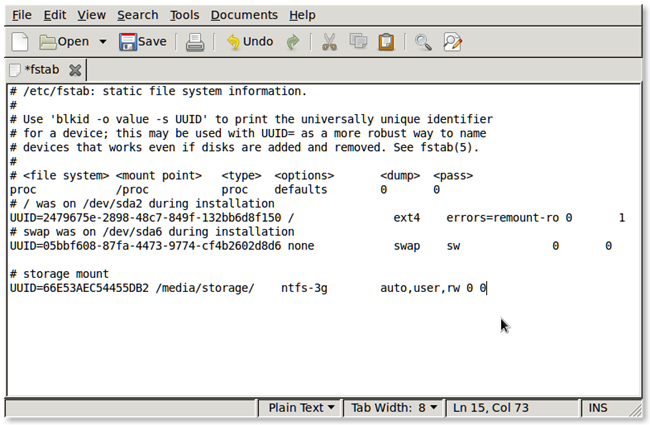 File Edit View Search Tools Documents Help
Open Save Undo
*fstab
# /etc/fstab: static file system information.
#
# Use 'blkid -o value -s UUID' to print the universally unique identifier
# for a device; this may be used with UUID= as a more robust way to name
# devices that works even if disks are added and removed. See fstab(5).
#
# <file system> <mount point>   <type>  <options>       <dump>  <pass>
proc            /proc           proc    defaults        0       0
# / was on /dev/sda2 during installation
UUID=2479675e-2898-48c7-849f-132bb6d8f150 /               ext4    errors=remount-ro 0       1
# swap was on /dev/sda6 during installation
UUID=05bbf608-87fa-4473-9774-cf4b2602d8d6 none            swap    sw              0       0
# storage mount
UUID=66E53AEC54455DB2 /media/storage/    ntfs-3g        auto,user,rw 0 0
Plain Text Tab Width: 8 Ln 15, Col 73 INS